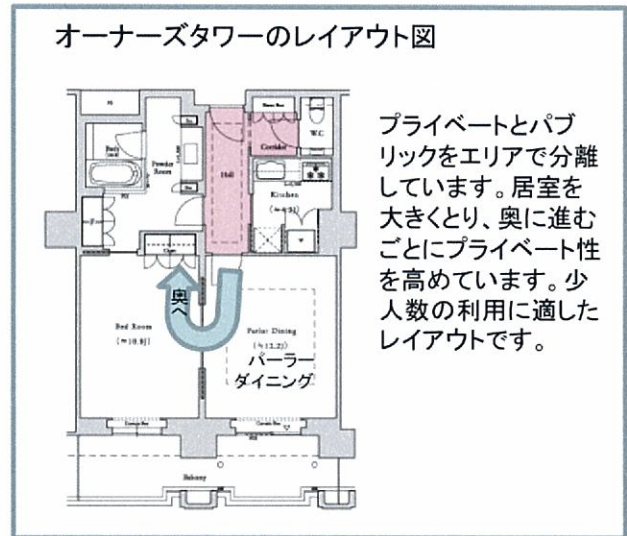 オーナーズタワーのレイアウト図
プライベートとパブ
リックをエリアで分離
しています。居室を
大きくとり、奥に進む
ごとにプライベート性
を高めています。少
人数の利用に適した
レイアウトです。
W.C
Corridor
Powder
Room
Hall
Kitchen
奥へ
Bed Room
Parlor Dining
パーラー
ダイニング
Balcony